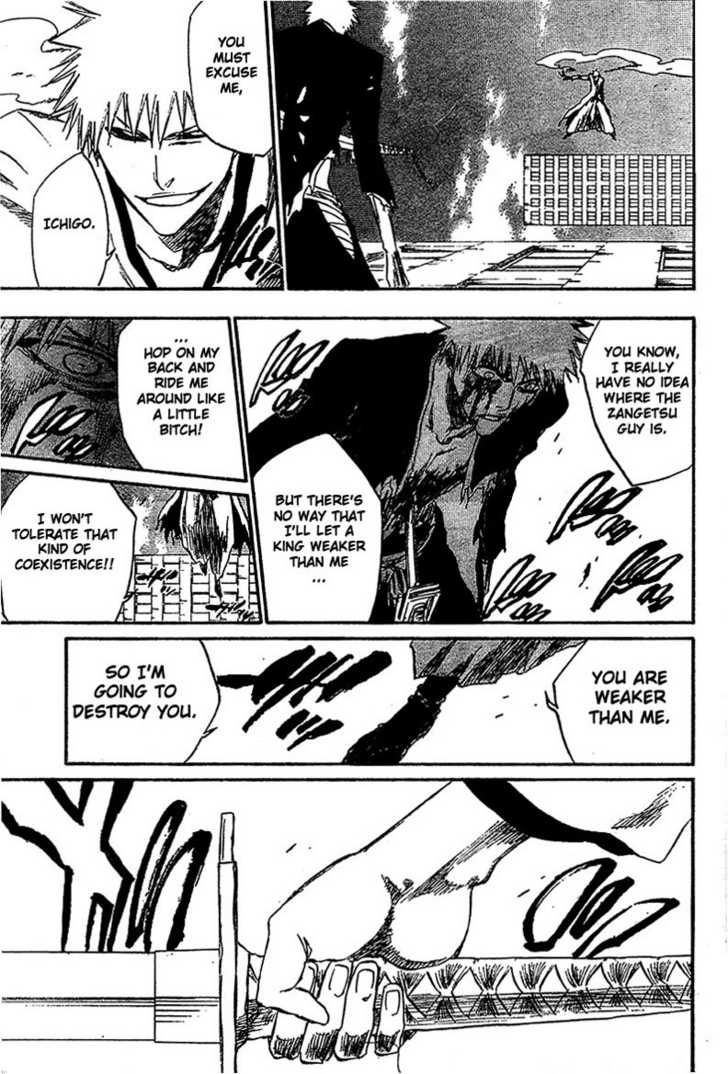 YOU
MUST
EXCUSE
ME,
ICHIGO.
YOU KNOW,
I REALLY
HAVE NO IDEA
WHERE THE
ZANGETSU
GUY IS.
BUT THERE'S
NO WAY THAT
I'LL LET A
KING WEAKER
THAN ME
...
...
HOP ON MY
BACK AND
RIDE ME
AROUND LIKE
A LITTLE
BITCH!
I WON'T
TOLERATE THAT
KIND OF
COEXISTENCE!!
YOU ARE
WEAKER
THAN ME.
SO I'M
GOING TO
DESTROY YOU.